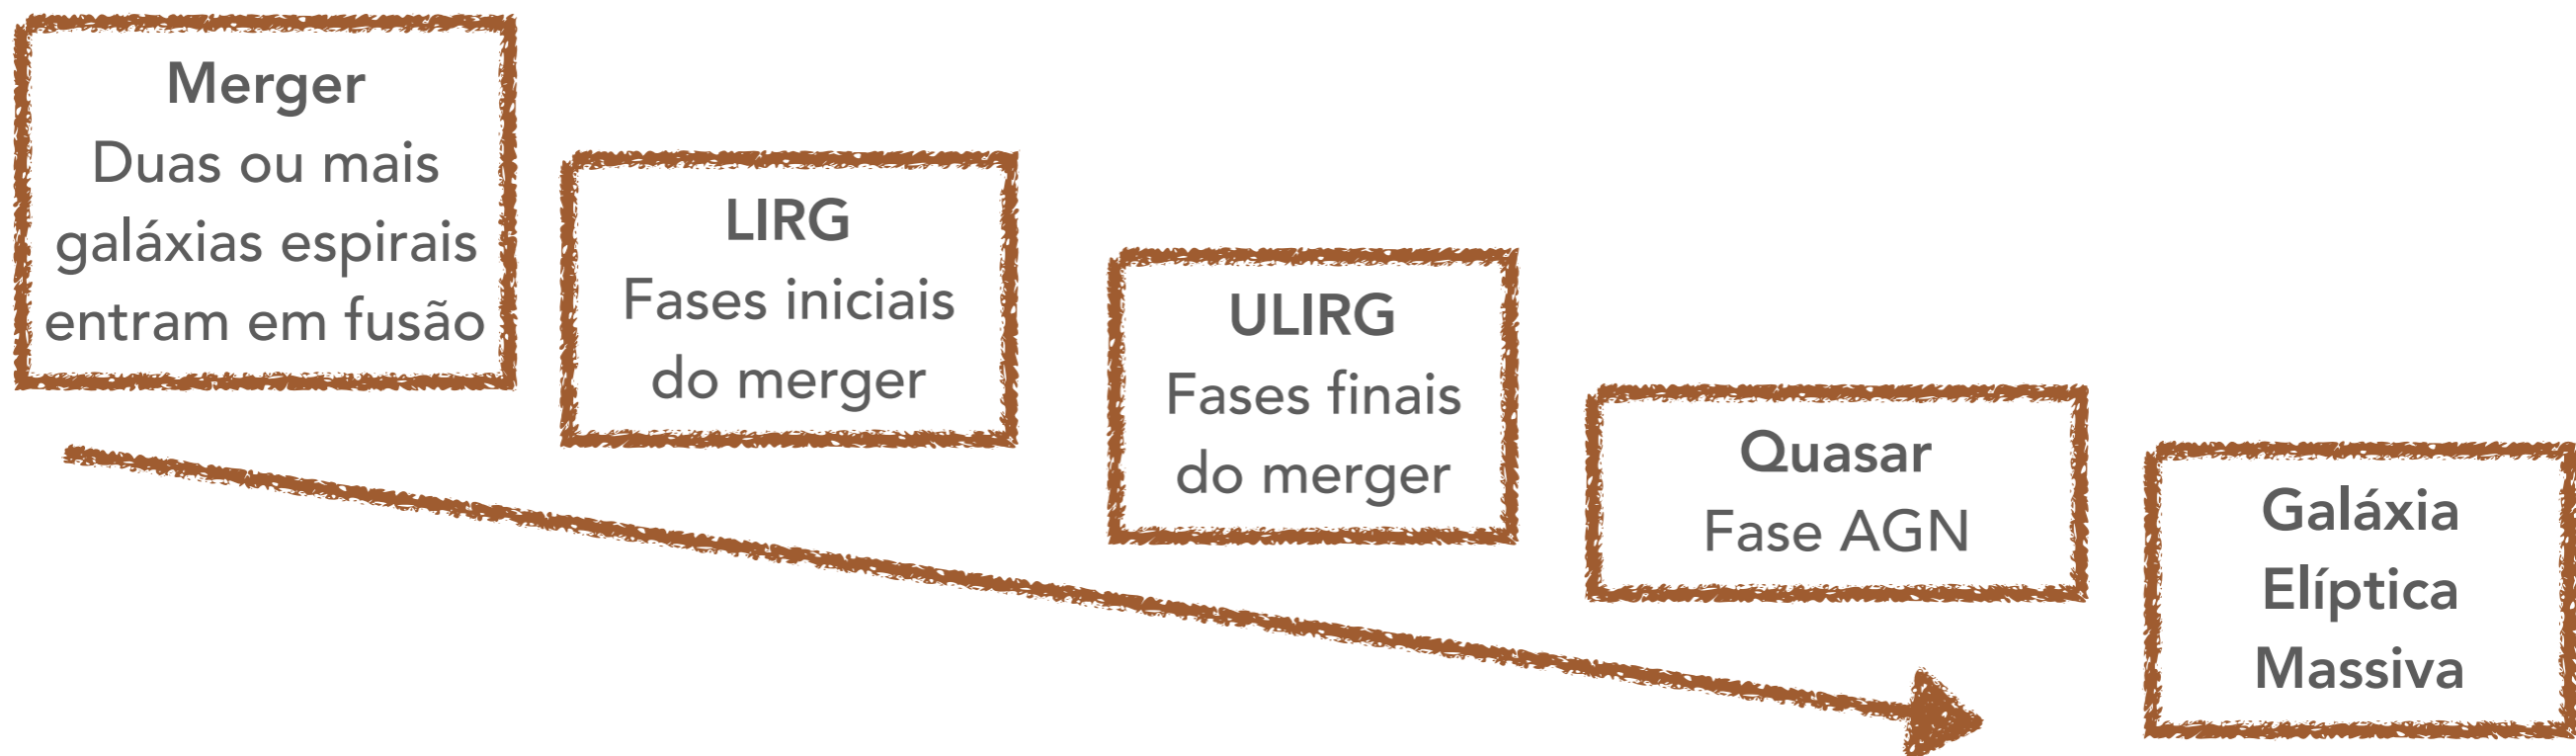 Merger
Duas ou mais
galáxias espirais
entram em fusão
LIRG
Fases iniciais
do merger
ULIRG
Fases finais
do merger
Quasar
Fase AGN
Galáxia
Elíptica
Massiva